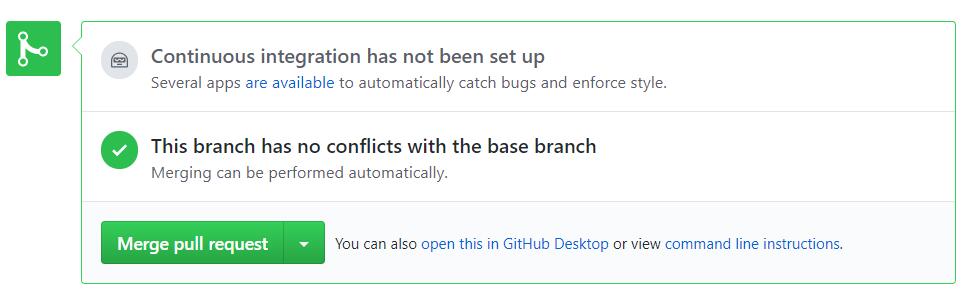 Continuous integration has not been set up
Several apps are available to automatically catch bugs and enforce style.
This branch has no conflicts with the base branch
Merging can be performed automatically.
Merge pull request You can also open this in GitHub Desktop or view command line instructions.